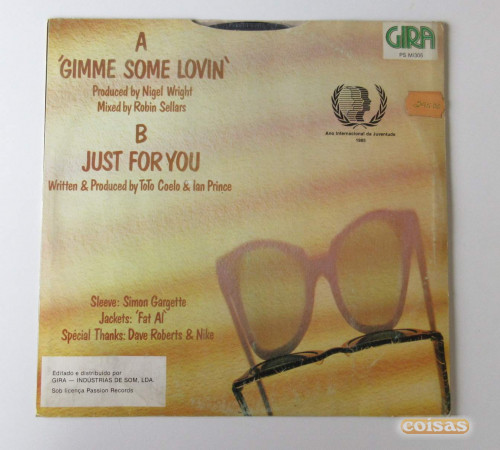 A
'GIMME SOME LOVIN'
Produced by Nigel Wright
Mixed by Robin Sellars
B
JUST FOR YOU
Written & Produced by ToTo Coelo & Ian Prince
GIRA
Ano Internacional da Juventude
1985
Sleeve: Simon Gargette
Jackets: 'Fat Al'
Spécial Thanks: Dave Roberts & Nike
Editado e distribuído por
GIRA — INDUSTRIAS DE SOM, LDA.
Sob licença Passion Records
coisas